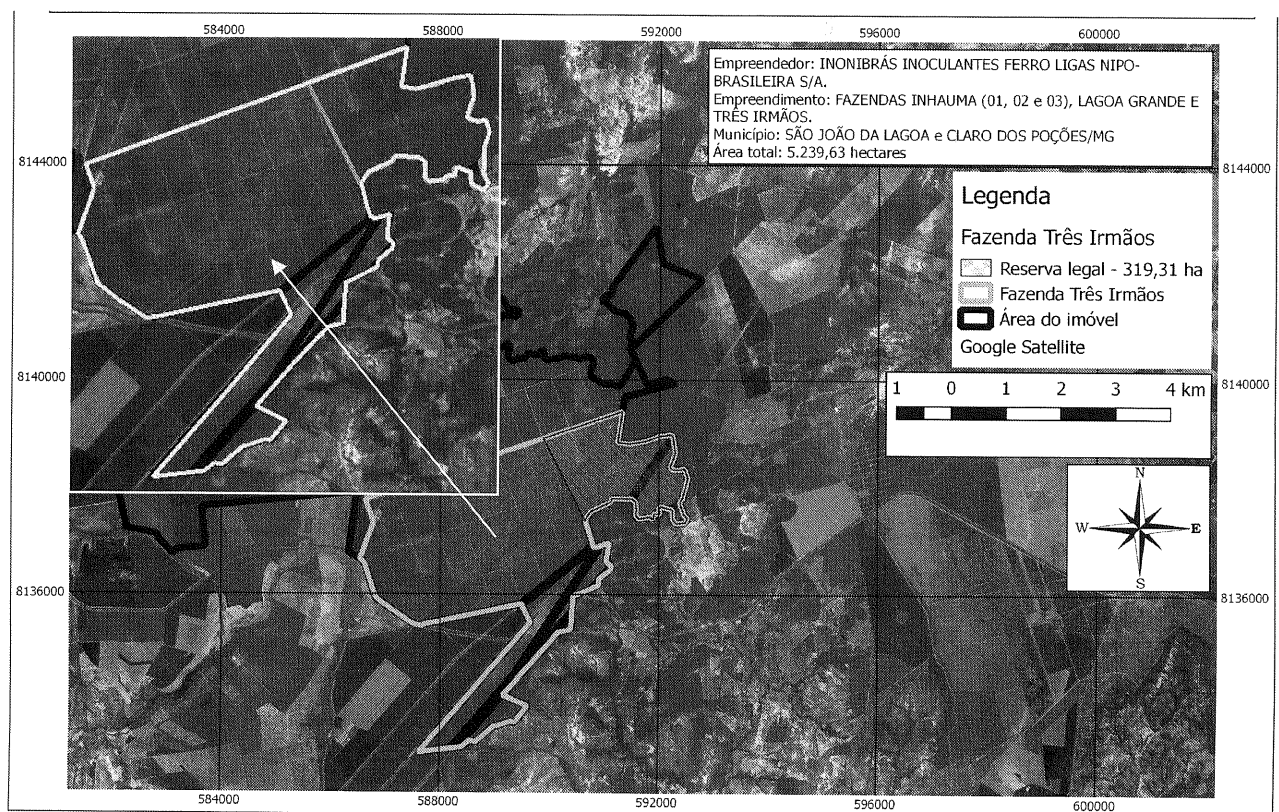 584000 588000 592000 596000 600000
Empreendedor: INONIBRÁS INOCULANTES FERRO LIGAS NIPO-
BRASILEIRA S/A.
Empreendimento: FAZENDAS INHAUMA (01, 02 e 03), LAGOA GRANDE E
TRÊS IRMÃOS.
Município: SÃO JOÃO DA LAGOA e CLARO DOS POÇÕES/MG
Área total: 5.239,63 hectares
8144000 8144000
Legenda
Fazenda Três Irmãos
Reserva legal - 319,31 ha
Fazenda Três Irmãos
Área do imóvel
Google Satellite
8140000 8140000
1 0 1 2 3 4 km
N
W E
S
8136000 8136000
584000 588000 592000 596000 600000